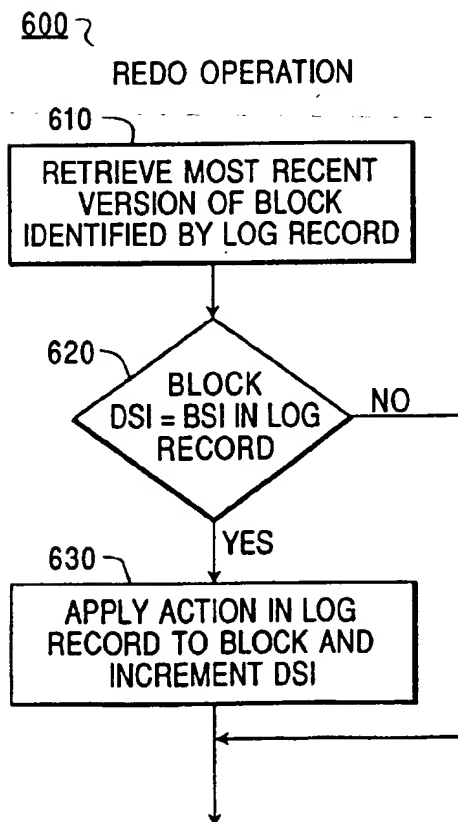 600
REDO OPERATION
610
RETRIEVE MOST RECENT
VERSION OF BLOCK
IDENTIFIED BY LOG RECORD
620
BLOCK
DSI = BSI IN LOG
RECORD
NO
YES
630
APPLY ACTION IN LOG
RECORD TO BLOCK AND
INCREMENT DSI